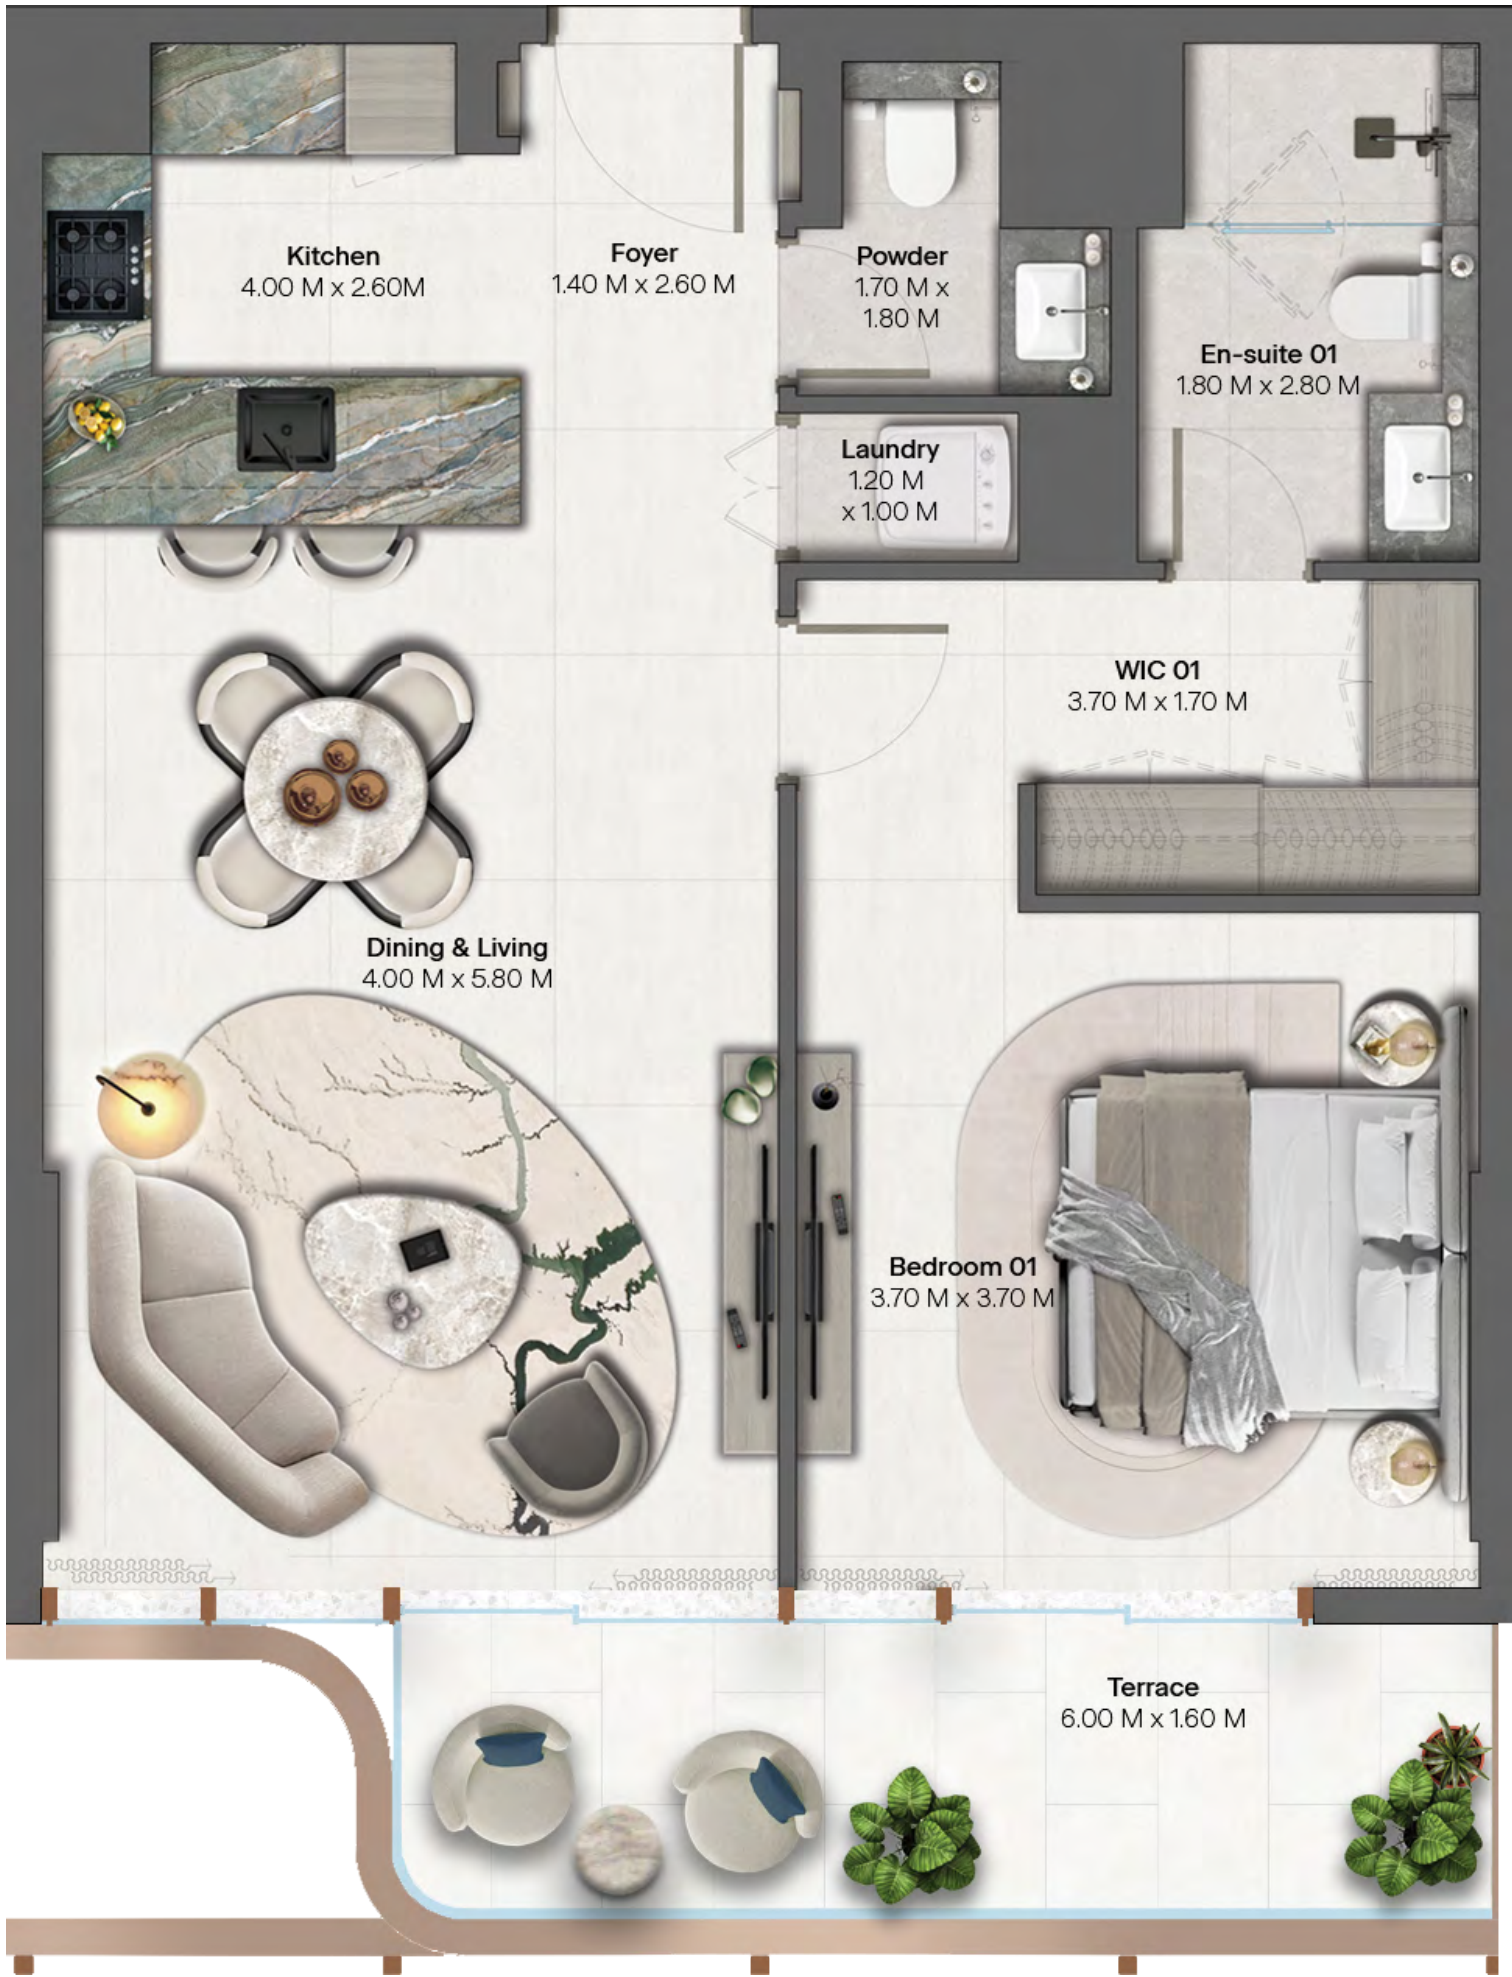 Kitchen
4.00 M x 2.60M
Foyer
1.40 M x 2.60 M
Powder
1.70 M x
1.80 M
En-suite 01
1.80 M x 2.80 M
Laundry
1.20 M
x 1.00 M
WIC 01
3.70 M x 1.70 M
Dining & Living
4.00 M x 5.80 M
Bedroom 01
3.70 M x 3.70 M
Terrace
6.00 M x 1.60 M